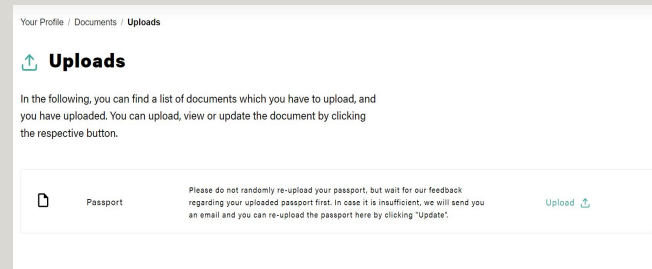 Your Profile / Documents / Uploads
Uploads
In the following, you can find a list of documents which you have to upload, and
you have uploaded. You can upload, view or update the document by clicking
the respective button.
Passport
Please do not randomly re-upload your passport, but wait for our feedback
regarding your uploaded passport first. In case it is insufficient, we will send you
an email and you can re-upload the passport here by clicking "Update".
Upload